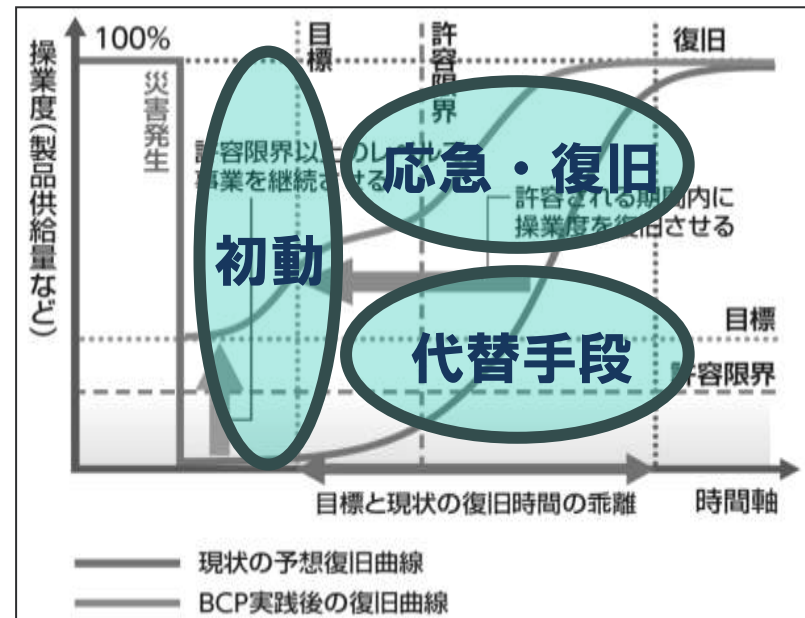 操業度(製品供給量など)
100%
災害発生
目標
許容限界
復旧
許容限界以上のレベルで
事業を継続させる
応急・復旧
許容される期間内に
操業度を復旧させる
初動
代替手段
目標
許容限界
目標と現状の復旧時間の乖離
時間軸
現状の予想復旧曲線
BCP実践後の復旧曲線